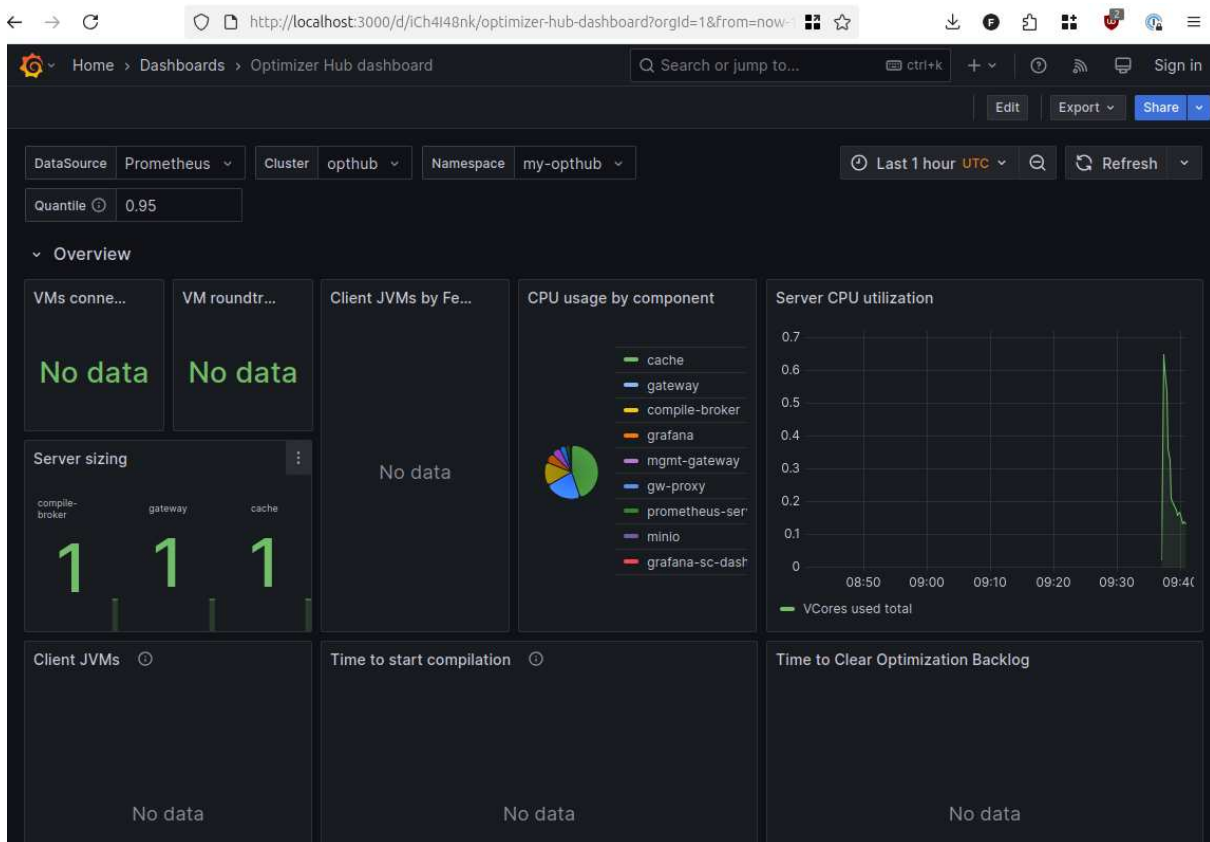 http://localhost:3000/d/iCh4I48nk/optimizer-hub-dashboard?orgId=1&from=now-1
2
Home › Dashboards › Optimizer Hub dashboard
Search or jump to...
ctrl+k
Sign in
Edit
Export
Share
DataSource
Prometheus
Cluster
opthub
Namespace
my-opthub
Last 1 hour UTC
Refresh
Quantile
0.95
Overview
VMs conne...
No data
VM roundtr...
No data
Client JVMs by Fe...
No data
CPU usage by component
cache
gateway
compile-broker
grafana
mgmt-gateway
gw-proxy
prometheus-ser
minio
grafana-sc-dash
Server CPU utilization
0.7
0.6
0.5
0.4
0.3
0.2
0.1
0
08:50 09:00 09:10 09:20 09:30 09:40
VCores used total
Server sizing
compile-
broker
1
gateway
1
cache
1
Client JVMs
No data
Time to start compilation
No data
Time to Clear Optimization Backlog
No data